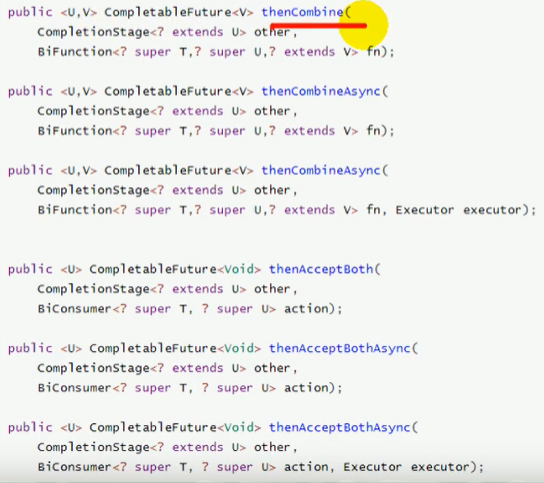 public <U,V> CompletableFuture<V> thenCombine(
CompletionStage<? extends U> other,
BiFunction<? super T,? super U,? extends V> fn);
public <U,V> CompletableFuture<V> thenCombineAsync(
CompletionStage<? extends U> other,
BiFunction<? super T,? super U,? extends V> fn);
public <U,V> CompletableFuture<V> thenCombineAsync(
CompletionStage<? extends U> other,
BiFunction<? super T,? super U,? extends V> fn, Executor executor);
public <U> CompletableFuture<Void> thenAcceptBoth(
CompletionStage<? extends U> other,
BiConsumer<? super T, ? super U> action);
public <U> CompletableFuture<Void> thenAcceptBothAsync(
CompletionStage<? extends U> other,
BiConsumer<? super T, ? super U> action);
public <U> CompletableFuture<Void> thenAcceptBothAsync(
CompletionStage<? extends U> other,
BiConsumer<? super T, ? super U> action, Executor executor);